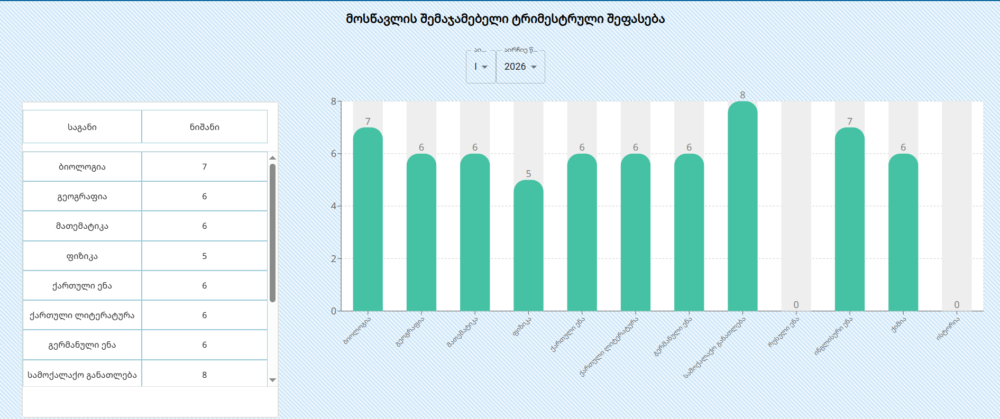 მოსწავლის შემაჯამებელი ტრიმესტრული შეფასება
აი...
აირჩიე წ...
I
2026
საგანი ნიშანი
ბიოლოგია 7
გეოგრაფია 6
მათემატიკა 6
ფიზიკა 5
ქართული ენა 6
ქართული ლიტერატურა 6
გერმანული ენა 6
სამოქალაქო განათლება 8
8
6
4
2
0
7
6
6
5
6
6
6
8
0
7
6
0
ბიოლოგია
გეოგრაფია
მათემატიკა
ფიზიკა
ქართული ენა
ქართული ლიტერატურა
გერმანული ენა
სამოქალაქო განათლება
რუსული ენა
ინგლისური ენა
ქიმია
ისტორია